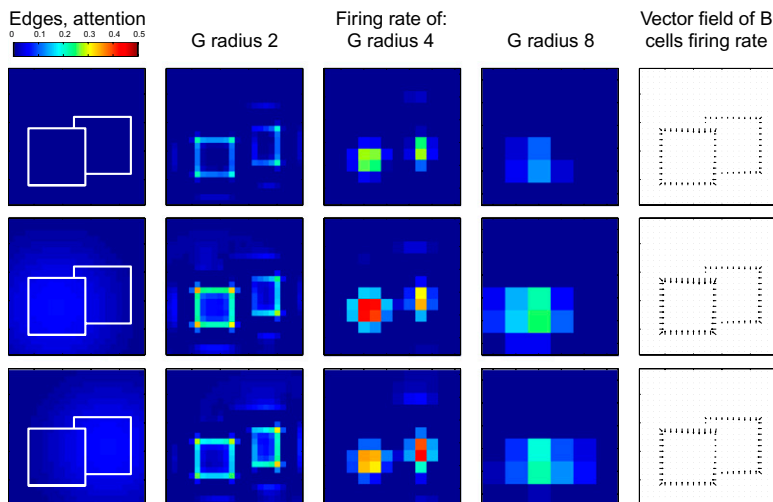 Edges, attention
0 0.1 0.2 0.3 0.4 0.5
G radius 2
Firing rate of:
G radius 4
G radius 8
Vector field of B
cells firing rate